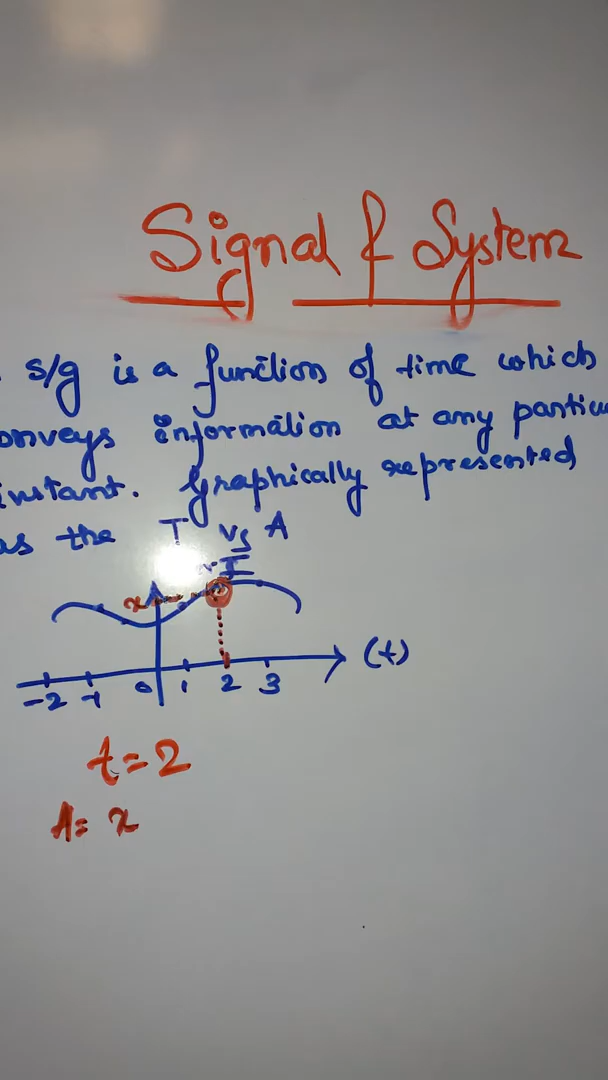 Signal & System
s/g is a function of time which
onveys information at any particu
instant. Graphically represented
as the T vs A
I
x
(t)
-2 -1 0 1 2 3
t=2
A= x